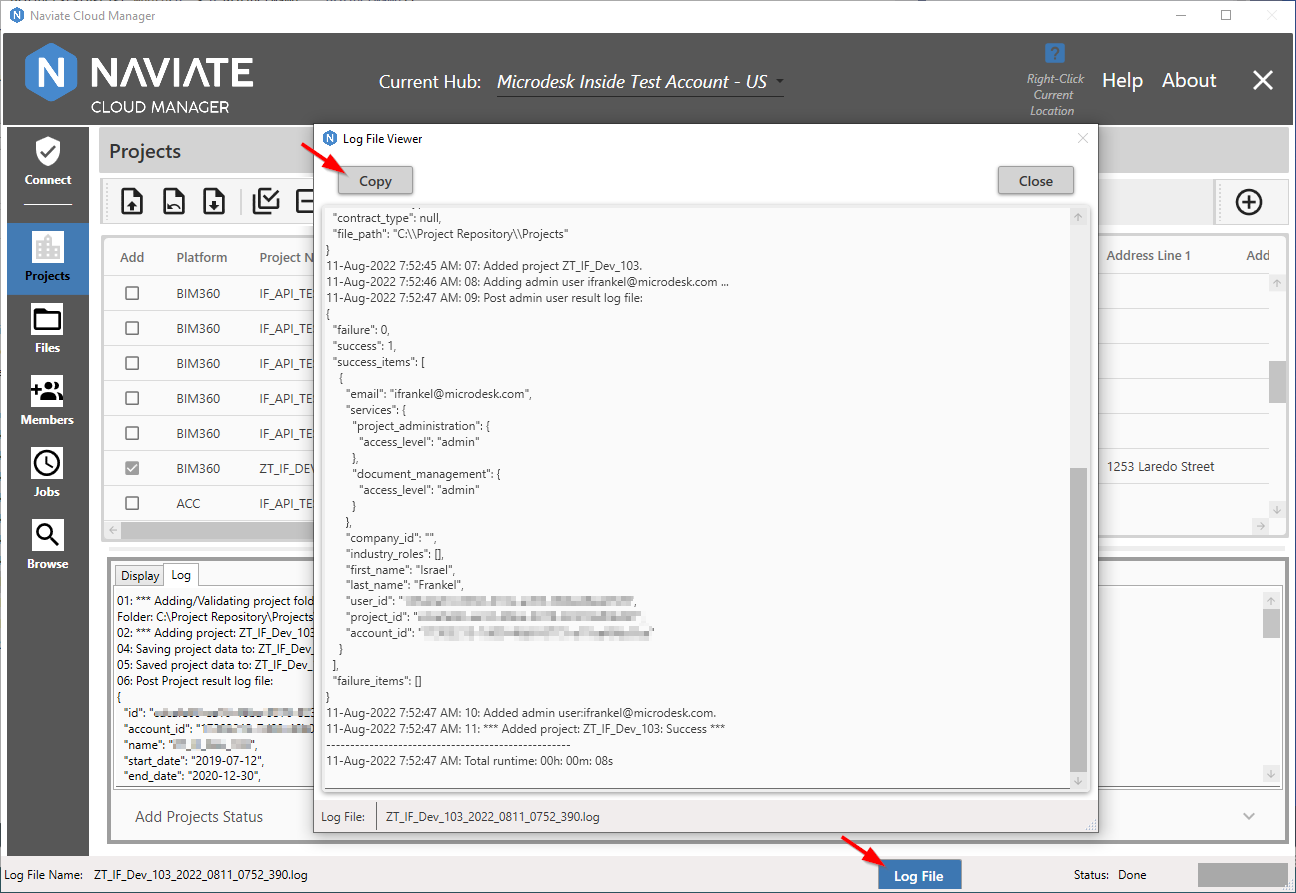 Naviate Cloud Manager
NAVIATE
CLOUD MANAGER
Current Hub: Microdesk Inside Test Account - US
?
Right-Click
Current
Location
Help
About
Connect
Projects
Files
Members
Jobs
Browse
Projects
Add Platform Project N
Address Line 1 Add
BIM360 IF_API_TE
BIM360 IF_API_TE
BIM360 IF_API_TE
BIM360 IF_API_TE
BIM360 IF_API_TE
BIM360 ZT_IF_DEV 1253 Laredo Street
ACC IF_API_TE
Log File Viewer
Copy
Close
"contract_type": null,
"file_path": "C:\\Project Repository\\Projects"
}
11-Aug-2022 7:52:45 AM: 07: Added project ZT_IF_Dev_103.
11-Aug-2022 7:52:46 AM: 08: Adding admin user ifrankel@microdesk.com ...
11-Aug-2022 7:52:47 AM: 09: Post admin user result log file:
{
"failure": 0,
"success": 1,
"success_items": [
{
"email": "ifrankel@microdesk.com",
"services": {
"project_administration": {
"access_level": "admin"
},
"document_management": {
"access_level": "admin"
}
},
"company_id": "",
"industry_roles": [],
"first_name": "Israel",
"last_name": "Frankel",
"user_id": "
"project_id": "
"account_id": "
}
],
"failure_items": []
}
11-Aug-2022 7:52:47 AM: 10: Added admin user:ifrankel@microdesk.com.
11-Aug-2022 7:52:47 AM: 11: *** Added project: ZT_IF_Dev_103: Success ***
--------------------------------------------------
11-Aug-2022 7:52:47 AM: Total runtime: 00h: 00m: 08s
Log File: ZT_IF_Dev_103_2022_0811_0752_390.log
Display Log
01: *** Adding/Validating project fold
Folder: C:\Project Repository\Projects
02: *** Adding project: ZT_IF_Dev_103
04: Saving project data to: ZT_IF_Dev_
05: Saved project data to: ZT_IF_Dev_
06: Post Project result log file:
{
"id": "
"account_id": "
"name": "
"start_date": "2019-07-12",
"end_date": "2020-12-30",
Add Projects Status
Log File Name: ZT_IF_Dev_103_2022_0811_0752_390.log
Log File
Status: Done